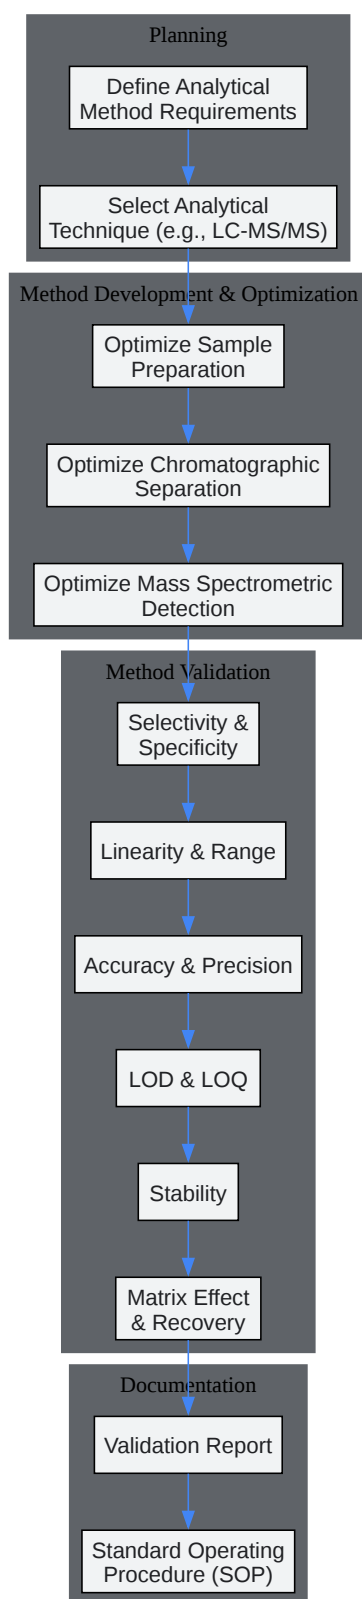 Planning
Define Analytical
Method Requirements
Select Analytical
Technique (e.g., LC-MS/MS)
Method Development & Optimization
Optimize Sample
Preparation
Optimize Chromatographic
Separation
Optimize Mass Spectrometric
Detection
Method Validation
Selectivity &
Specificity
Linearity & Range
Accuracy & Precision
LOD & LOQ
Stability
Matrix Effect
& Recovery
Documentation
Validation Report
Standard Operating
Procedure (SOP)